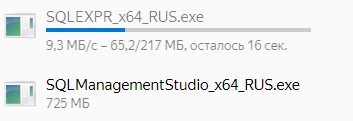 SQLEXPR_x64_RUS.exe
9,3 МБ/с – 65,2/217 МБ, осталось 16 сек.
SQLManagementStudio_x64_RUS.exe
725 МБ